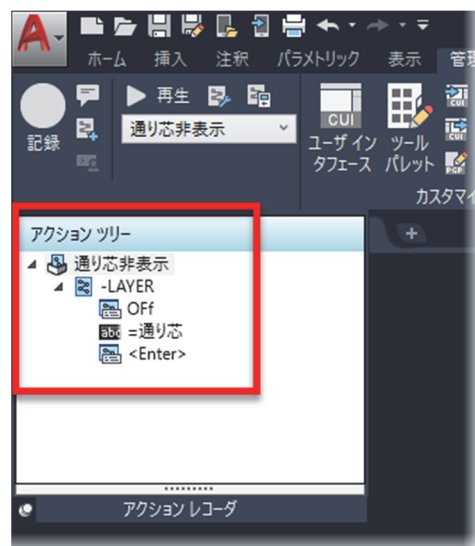 A
ホーム 挿入 注釈 パラメトリック 表示 管理
記録
再生
通り芯非表示
CUI
ユーザ イン
タフェース
ツール
パレット
CUI
CUI
PGP
カスタマイ
アクション ツリー
通り芯非表示
-LAYER
OFf
abc =通り芯
<Enter>
アクション レコーダ